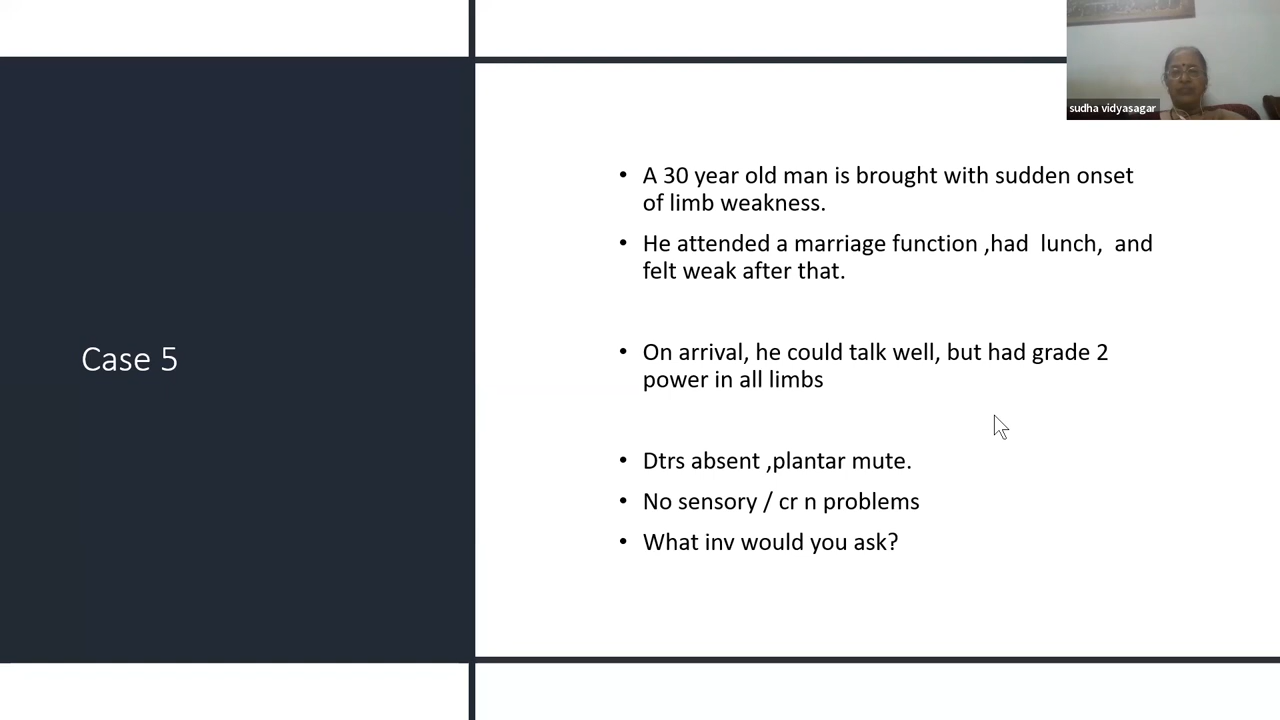 sudha vidyasagar
Case 5
• A 30 year old man is brought with sudden onset
of limb weakness.
• He attended a marriage function ,had  lunch,  and
felt weak after that.
• On arrival, he could talk well, but had grade 2
power in all limbs
• Dtrs absent ,plantar mute.
• No sensory / cr n problems
• What inv would you ask?